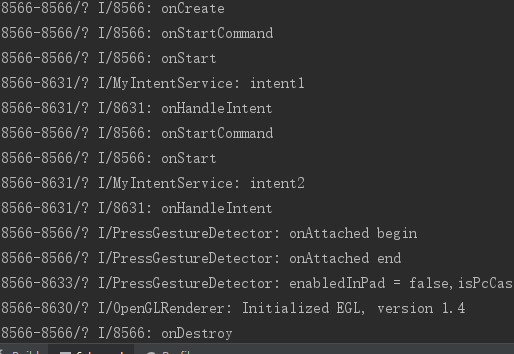 8566-8566/? I/8566: onCreate
8566-8566/? I/8566: onStartCommand
8566-8566/? I/8566: onStart
8566-8631/? I/MyIntentService: intent1
8566-8631/? I/8631: onHandleIntent
8566-8566/? I/8566: onStartCommand
8566-8566/? I/8566: onStart
8566-8631/? I/MyIntentService: intent2
8566-8631/? I/8631: onHandleIntent
8566-8566/? I/PressGestureDetector: onAttached begin
8566-8566/? I/PressGestureDetector: onAttached end
8566-8633/? I/PressGestureDetector: enabledInPad = false,isPcCas
8566-8630/? I/OpenGLRenderer: Initialized EGL, version 1.4
8566-8566/? I/8566: onDestroy